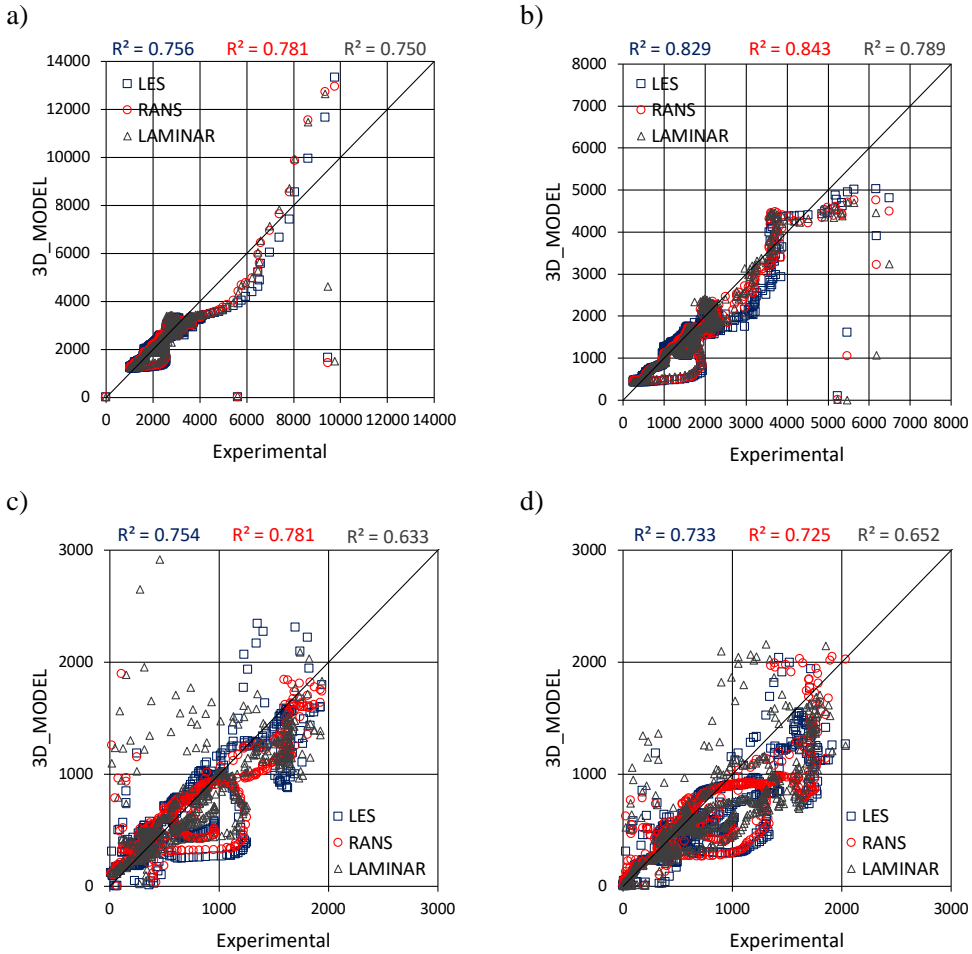 a)
R² = 0.756 R² = 0.781 R² = 0.750
14000
12000
10000
8000
6000
4000
2000
0
3D_MODEL
LES
RANS
LAMINAR
0 2000 4000 6000 8000 10000 12000 14000
Experimental
b)
R² = 0.829 R² = 0.843 R² = 0.789
8000
7000
6000
5000
4000
3000
2000
1000
0
3D_MODEL
LES
RANS
LAMINAR
0 1000 2000 3000 4000 5000 6000 7000 8000
Experimental
c)
R² = 0.754 R² = 0.781 R² = 0.633
3000
2000
1000
0
3D_MODEL
LES
RANS
LAMINAR
0 1000 2000 3000
Experimental
d)
R² = 0.733 R² = 0.725 R² = 0.652
3000
2000
1000
0
3D_MODEL
LES
RANS
LAMINAR
0 1000 2000 3000
Experimental